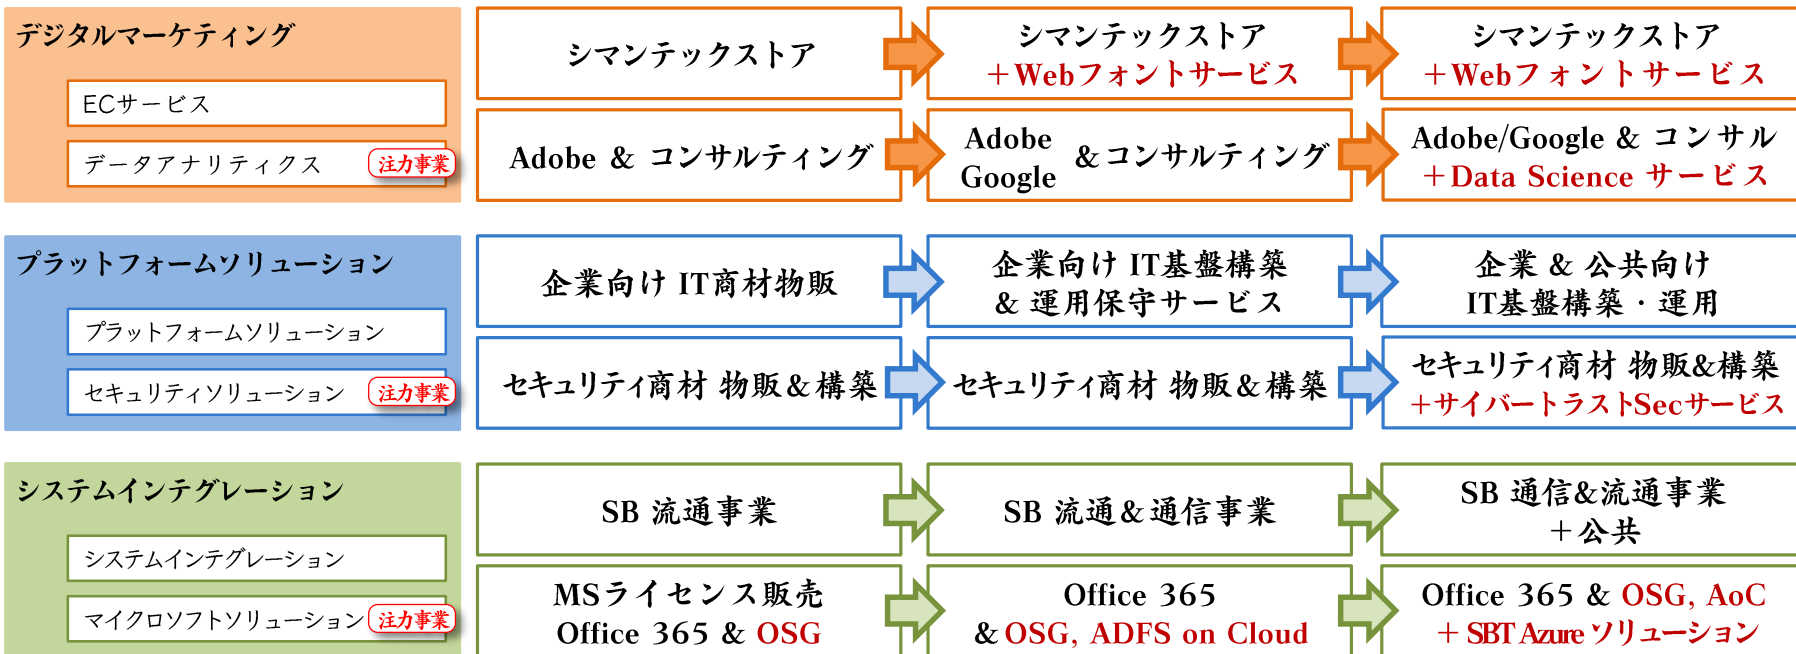 デジタルマーケティング
ECサービス
データアナリティクス
注力事業
シマンテックストア
シマンテックストア
＋Webフォントサービス
シマンテックストア
＋Webフォントサービス
Adobe & コンサルティング
Adobe
Google
&コンサルティング
Adobe/Google & コンサル
＋Data Science サービス
プラットフォームソリューション
プラットフォームソリューション
セキュリティソリューション
注力事業
企業向け IT商材物販
企業向け IT基盤構築
& 運用保守サービス
企業 & 公共向け
IT基盤構築・運用
セキュリティ商材 物販&構築
セキュリティ商材 物販&構築
セキュリティ商材 物販&構築
＋サイバートラストSecサービス
システムインテグレーション
システムインテグレーション
マイクロソフトソリューション
注力事業
SB 流通事業
SB 流通&通信事業
SB 通信&流通事業
＋公共
MSライセンス販売
Office 365 & OSG
Office 365
& OSG, ADFS on Cloud
Office 365 & OSG, AoC
＋ SBT Azure ソリューション